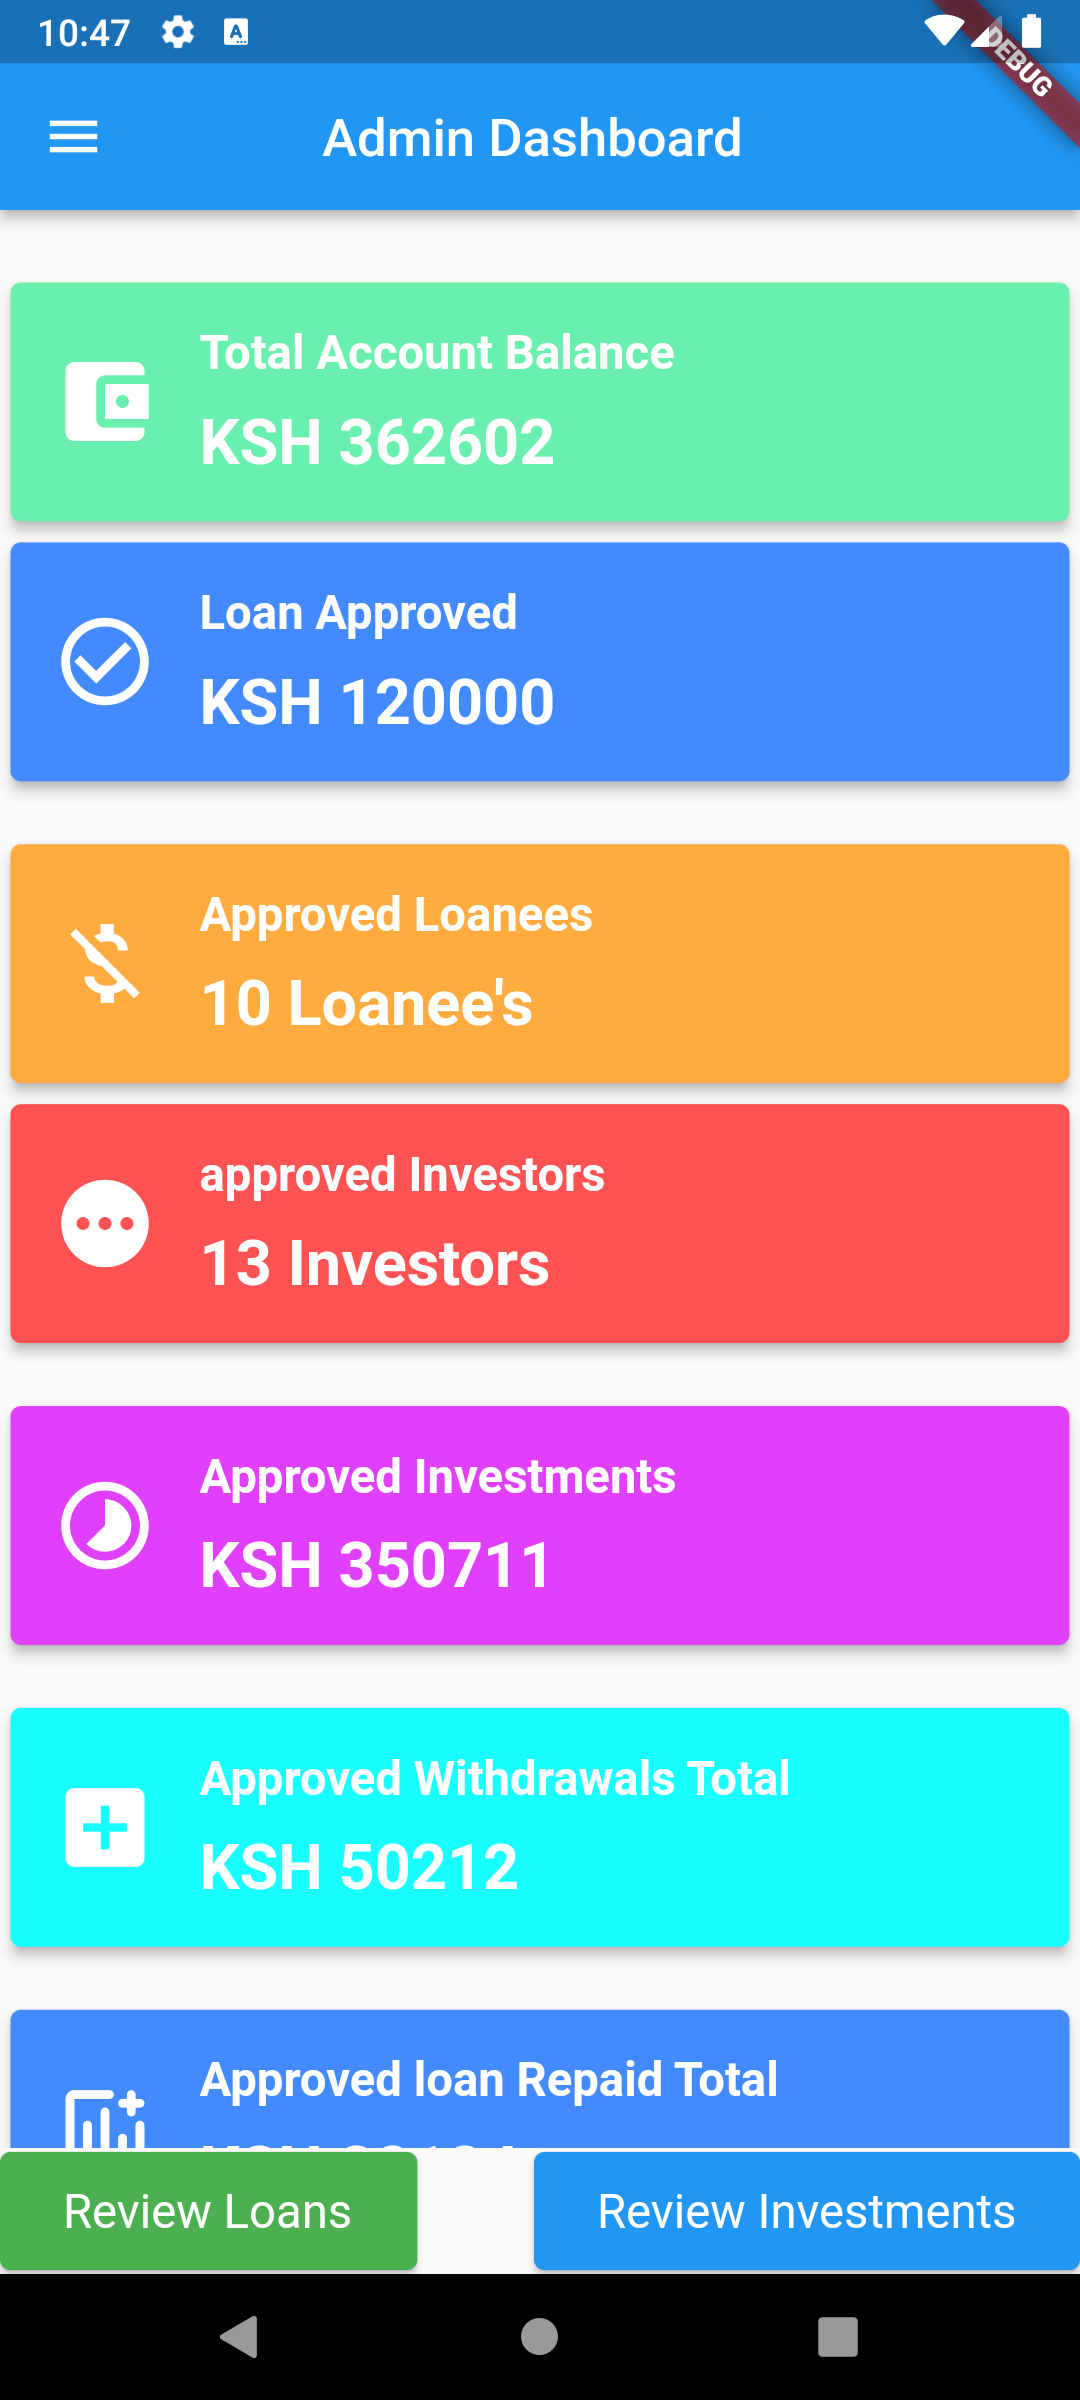 10:47
DEBUG
Admin Dashboard
Total Account Balance
KSH 362602
Loan Approved
KSH 120000
Approved Loanees
10 Loanee's
approved Investors
13 Investors
Approved Investments
KSH 350711
Approved Withdrawals Total
KSH 50212
Approved loan Repaid Total
Review Loans
Review Investments